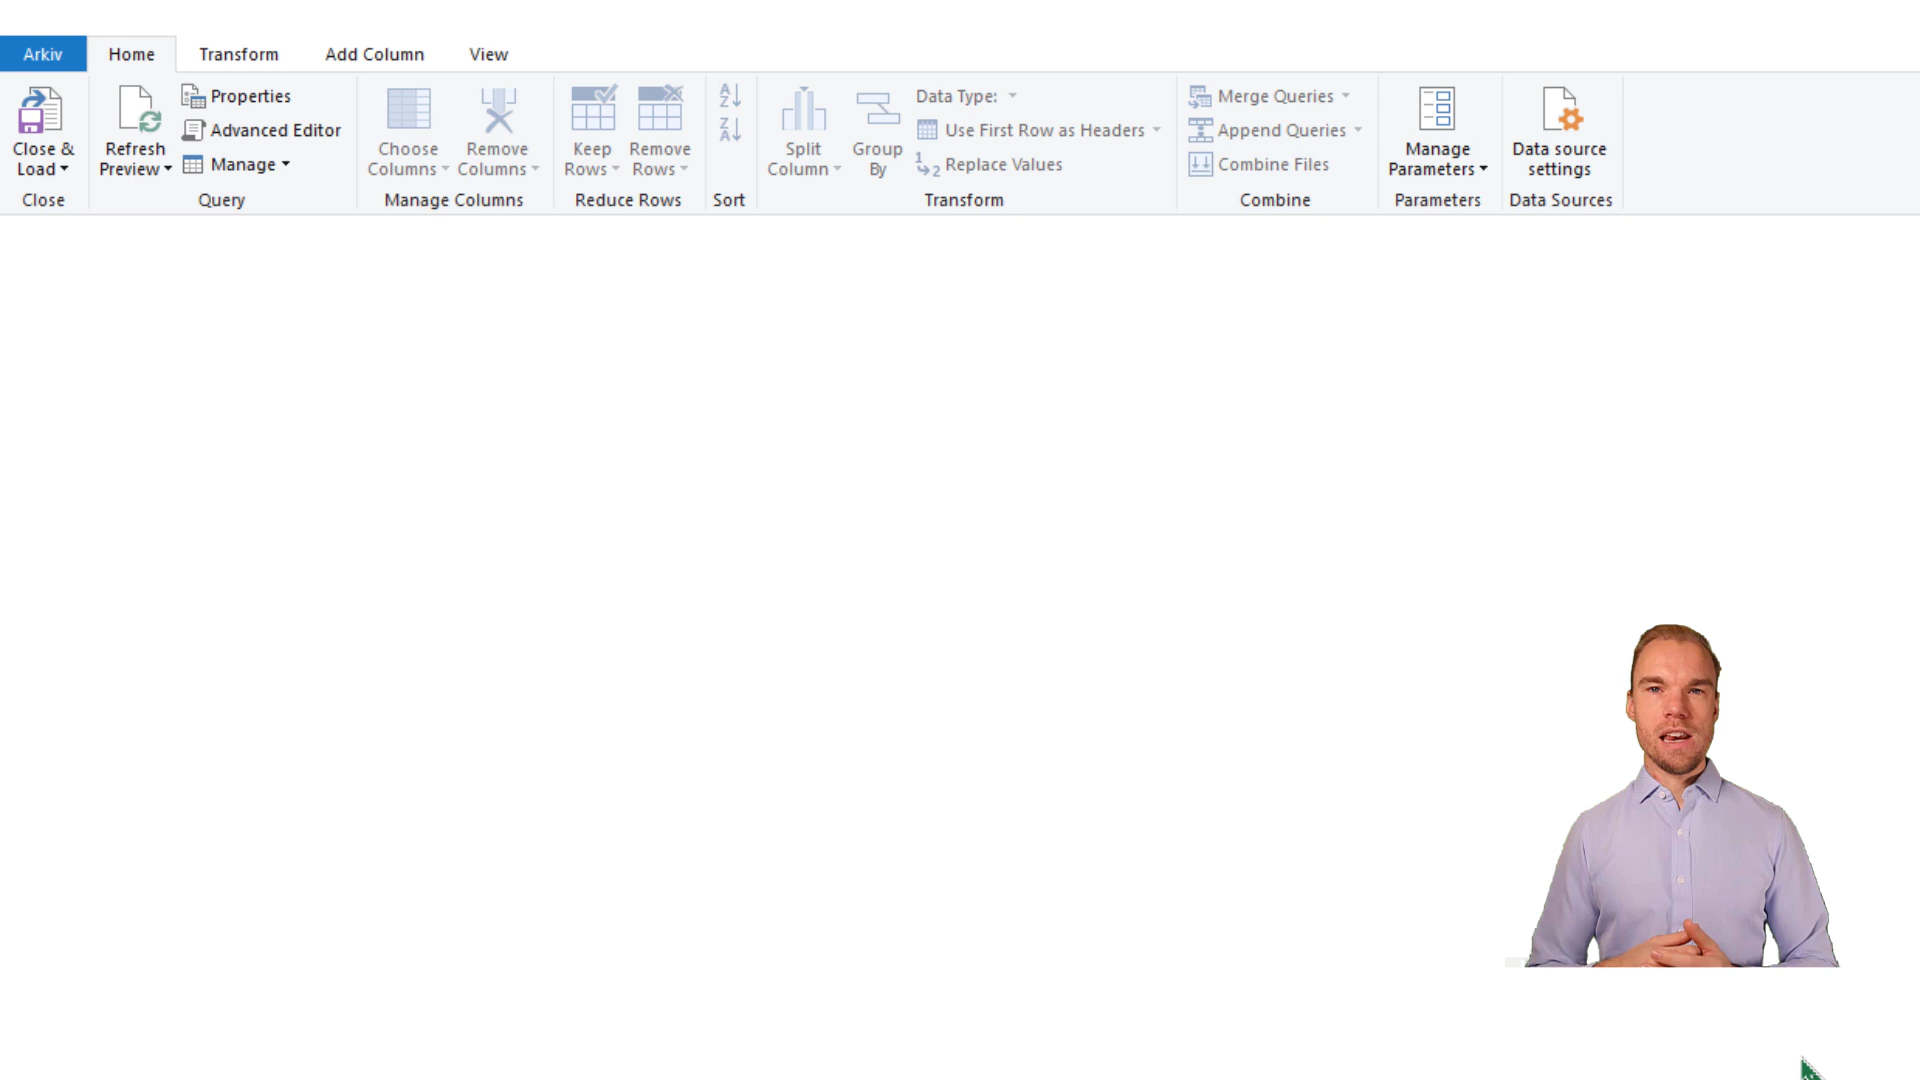 Arkiv Home Transform Add Column View
Close & Load
Refresh Preview
Properties
Advanced Editor
Manage
Choose Columns
Remove Columns
Keep Rows
Remove Rows
A Z
Z A
Split Column
Group By
Data Type:
Use First Row as Headers
1 2 Replace Values
Merge Queries
Append Queries
Combine Files
Manage Parameters
Data source settings
Close Query Manage Columns Reduce Rows Sort Transform Combine Parameters Data Sources